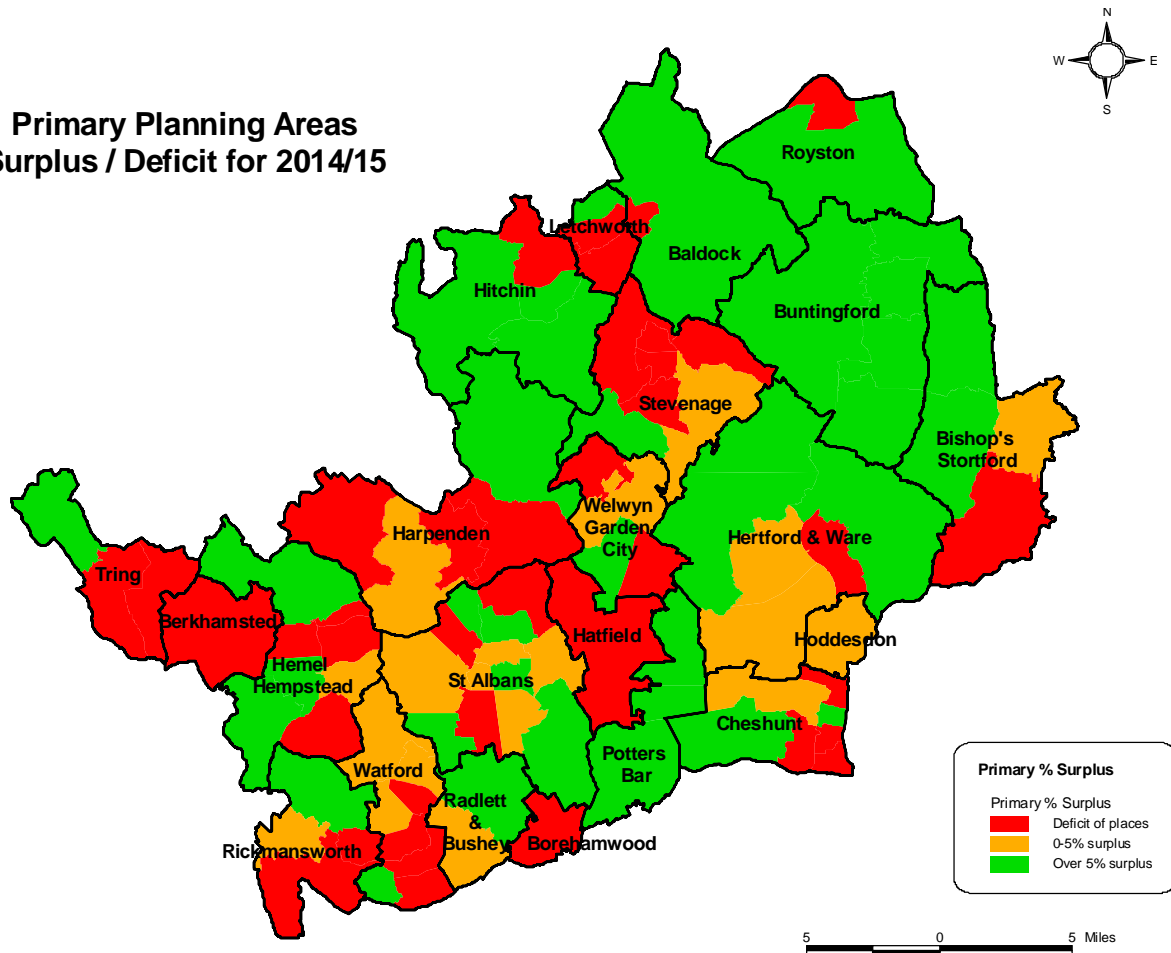 N
W E
S
Primary Planning Areas
Surplus / Deficit for 2014/15
Royston
Letchworth
Baldock
Hitchin
Buntingford
Stevenage
Bishop's
Stortford
Welwyn
Garden
City
Harpenden
Hertford & Ware
Tring
Berkhamsted
Hatfield
Hoddesdon
Hemel
Hempstead
St Albans
Cheshunt
Potters
Bar
Watford
Radlett
&
Bushey
Rickmansworth
Borehamwood
Primary % Surplus
Primary % Surplus
Deficit of places
0-5% surplus
Over 5% surplus
5 0 5 Miles